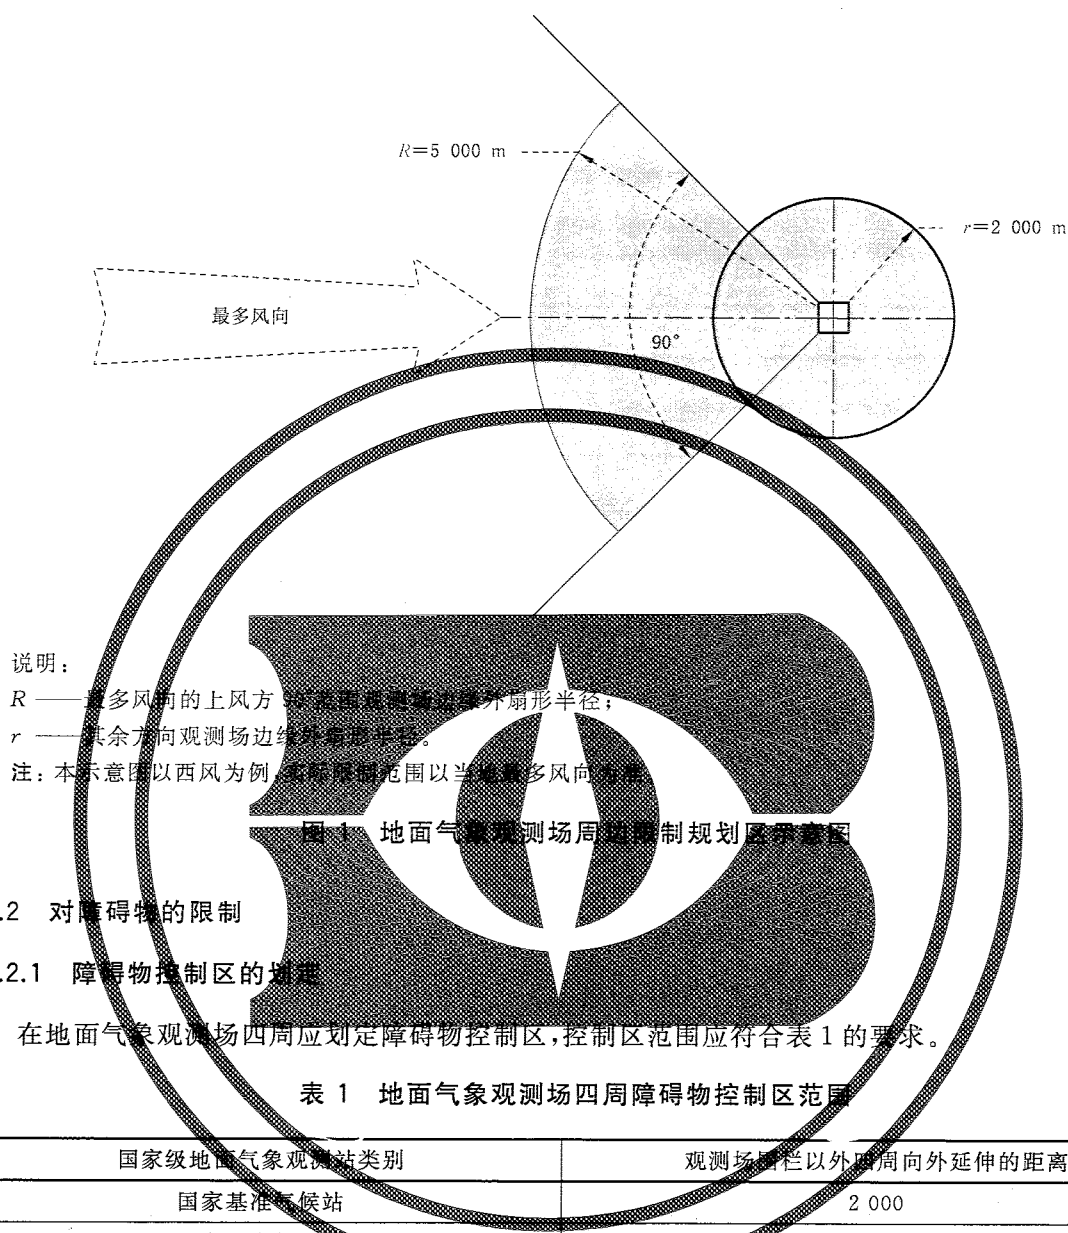 R=5 000 m
r=2 000 m
最多风向
90°
说明：
R ——最多风向的上风方90°范围观测场边缘外扇形半径；
r ——其余方向观测场边缘外扇形半径。
注：本示意图以西风为例，实际限制范围以当地最多风向为准。
图 1 地面气象观测场周边限制规划区示意图
.2 对障碍物的限制
.2.1 障碍物控制区的划定
在地面气象观测场四周应划定障碍物控制区，控制区范围应符合表 1 的要求。
表 1 地面气象观测场四周障碍物控制区范围
国家级地面气象观测站类别 观测场围栏以外四周向外延伸的距离
国家基准气候站 2 000